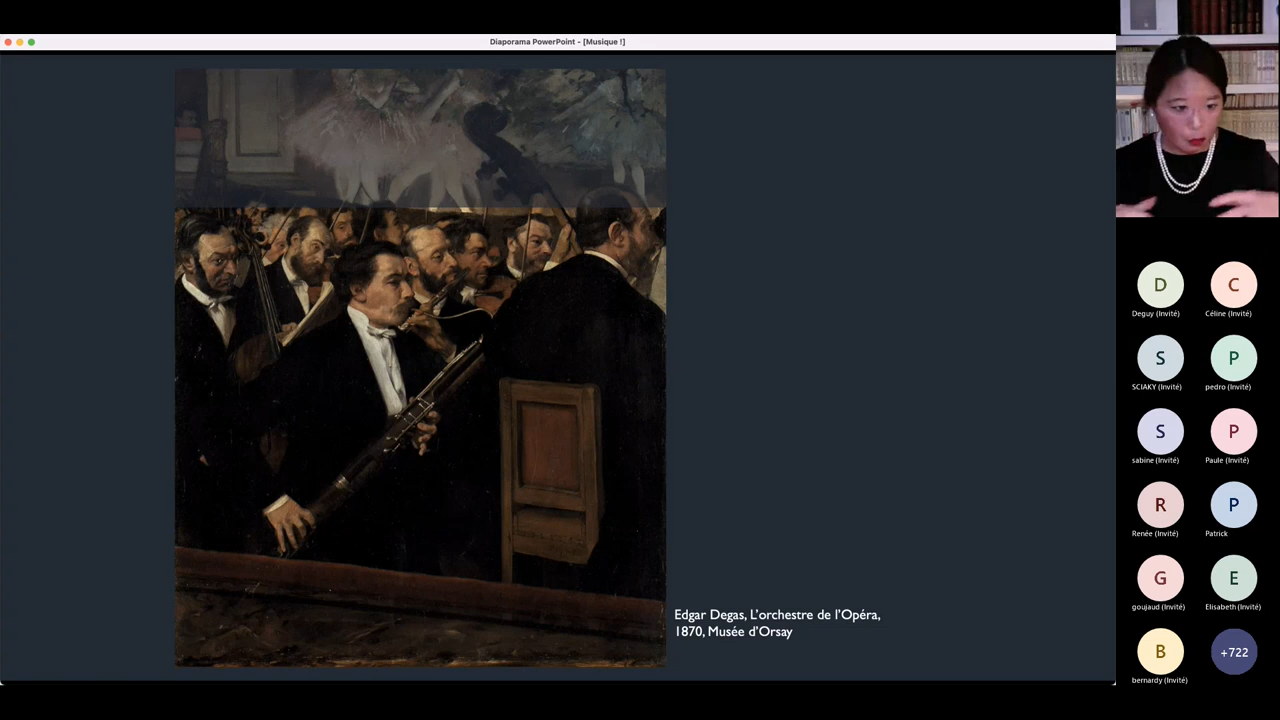 Diaporama PowerPoint - [Musique !]
Edgar Degas, L'orchestre de l'Opéra,
1870, Musée d'Orsay
D
Deguy (Invité)
C
Céline (Invité)
S
SCIAKY (Invité)
P
pedro (Invité)
S
sabine (Invité)
P
Paule (Invité)
R
Renée (Invité)
P
Patrick
G
goujaud (Invité)
E
Elisabeth (Invité)
B
bernardy (Invité)
+722